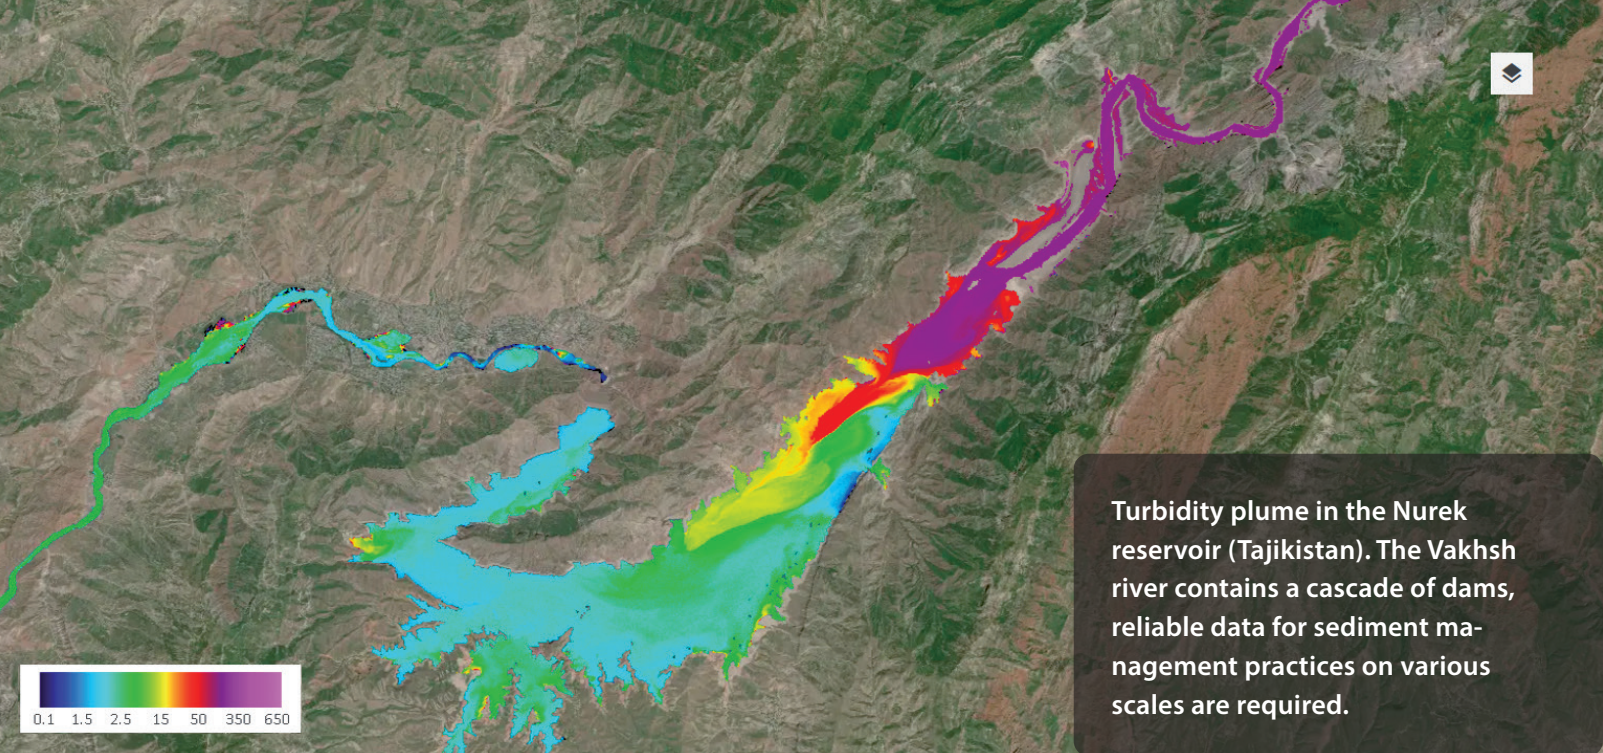 Turbidity plume in the Nurek
reservoir (Tajikistan). The Vakhsh
river contains a cascade of dams,
reliable data for sediment ma-
nagement practices on various
scales are required.
0.1 1.5 2.5 15 50 350 650